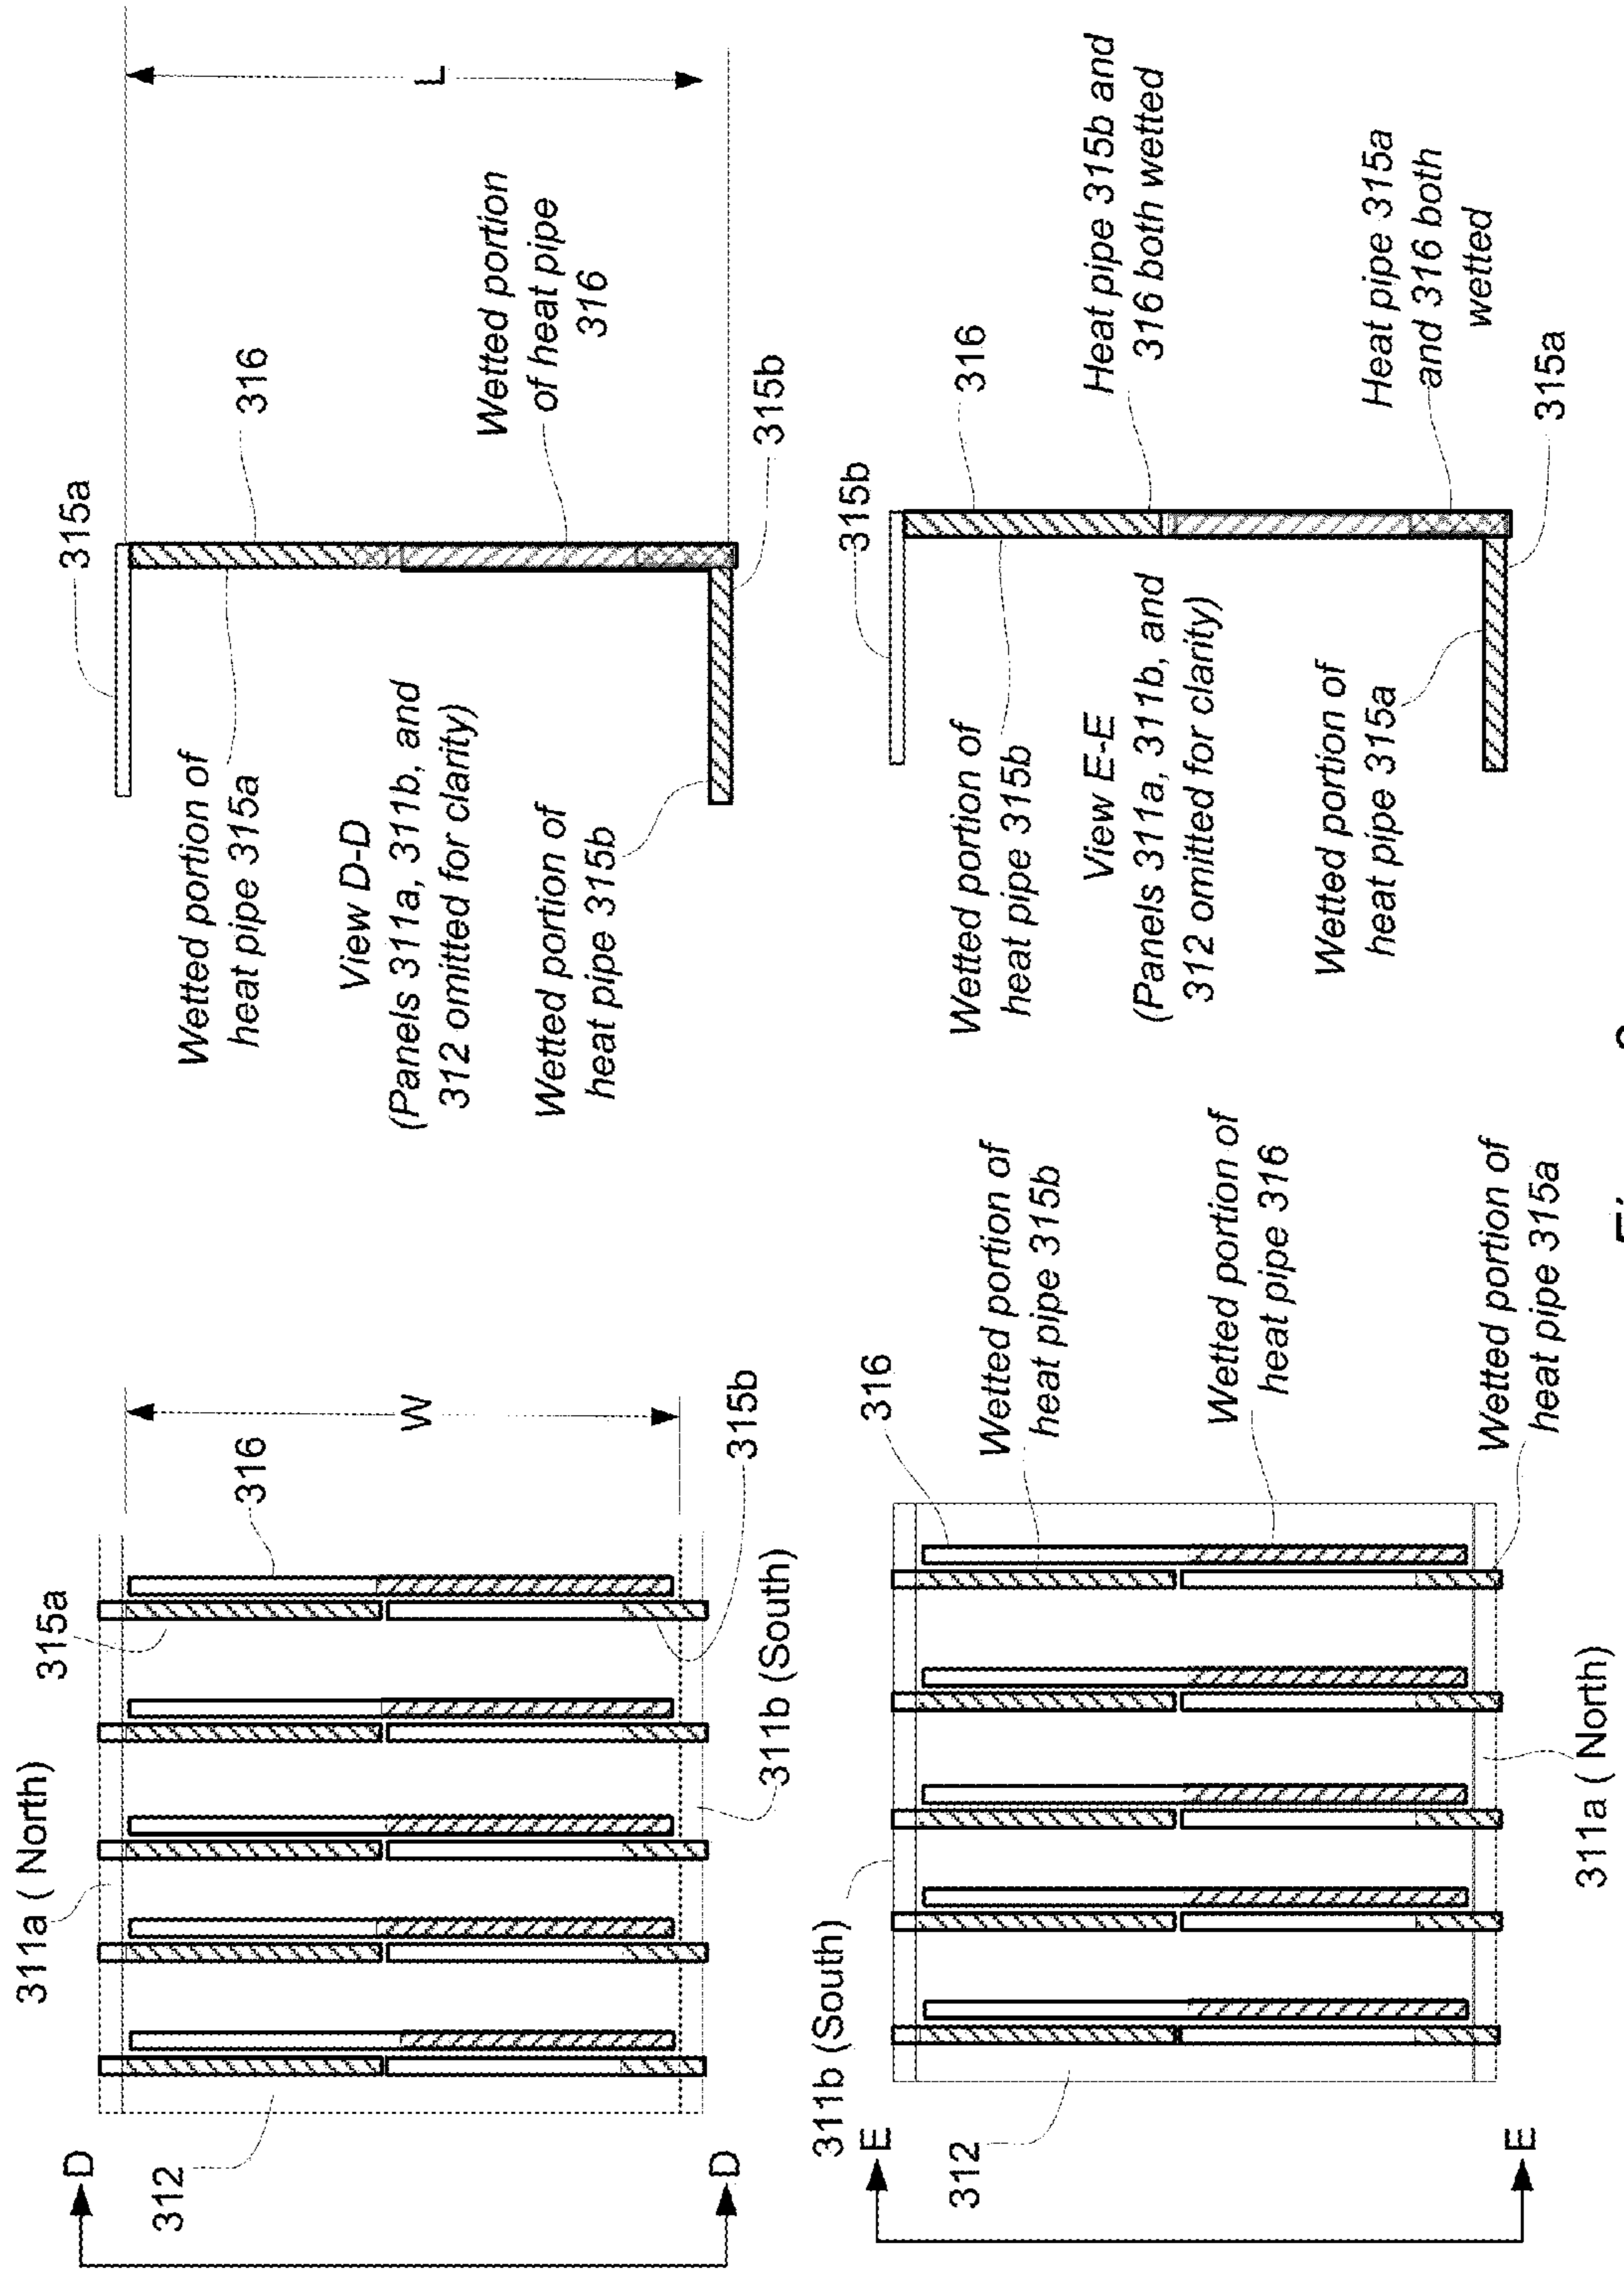 311a ( North)
315a
316
W
315b
311b (South)
312
D
D
315a
316
L
Wetted portion of
heat pipe 315a
View D-D
(Panels 311a, 311b, and
312 omitted for clarity)
Wetted portion
of heat pipe
316
Wetted portion of
heat pipe 315b
315b
311b (South)
E
312
E
316
Wetted portion of
heat pipe 315b
Wetted portion of
heat pipe 316
Wetted portion of
heat pipe 315a
311a ( North)
315b
316
Wetted portion of
heat pipe 315b
Heat pipe 315b and
316 both wetted
View E-E
(Panels 311a, 311b, and
312 omitted for clarity)
Heat pipe 315a
and 316 both
wetted
Wetted portion of
heat pipe 315a
315a